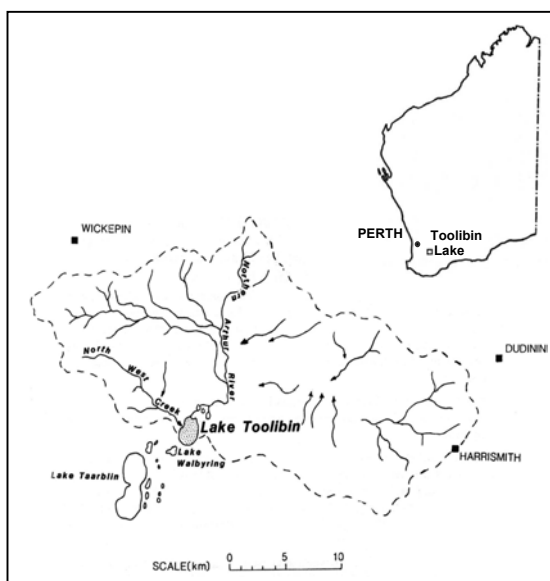 PERTH
Toolibin
Lake
WICKEPIN
Northern
Arthur
River
North
West
Creek
DUDININ
Lake Toolibin
Lake
Walbyring
Lake Taarblin
HARRISMITH
SCALE(km)
0 5 10